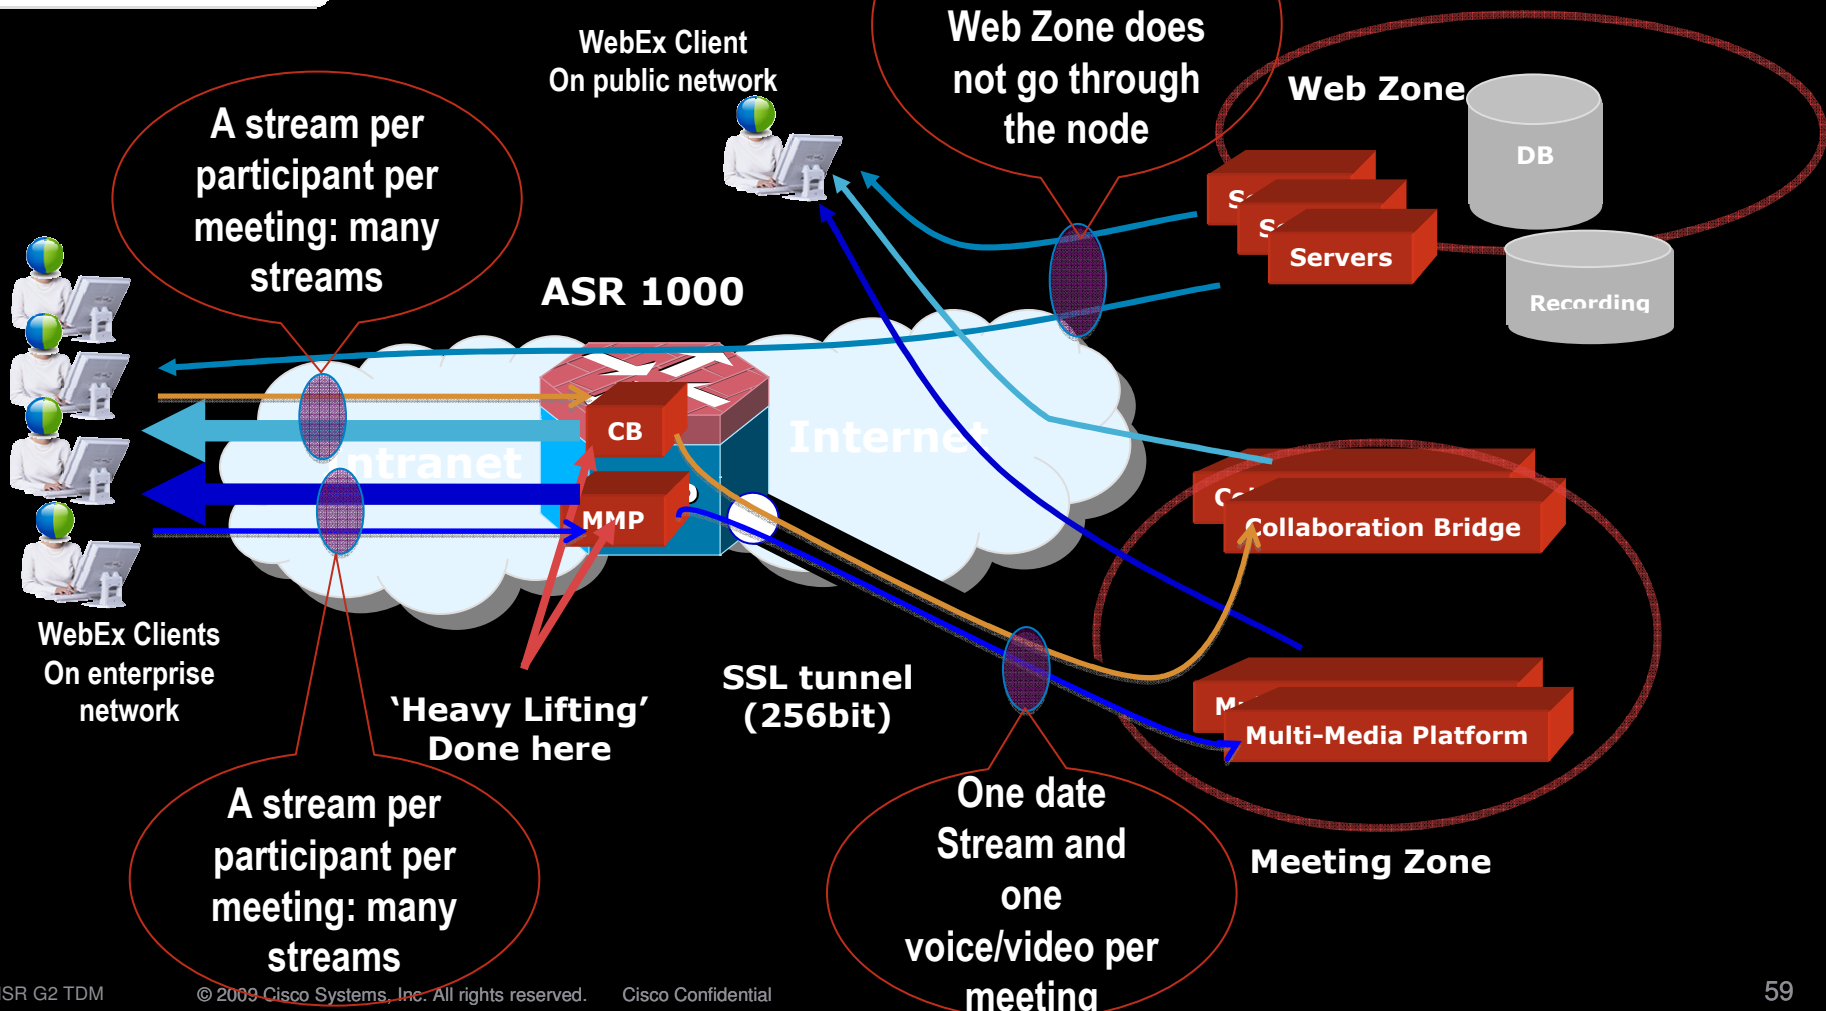 WebEx Client
On public network
Web Zone does
not go through
the node
Web Zone
DB
Servers
Recording
A stream per
participant per
meeting: many
streams
ASR 1000
Internet
Intranet
CB
MMP
Collaboration Bridge
Multi-Media Platform
WebEx Clients
On enterprise
network
'Heavy Lifting'
Done here
SSL tunnel
(256bit)
Meeting Zone
A stream per
participant per
meeting: many
streams
One date
Stream and
one
voice/video per
meeting
ISR G2 TDM
© 2009 Cisco Systems, Inc. All rights reserved.
Cisco Confidential
59